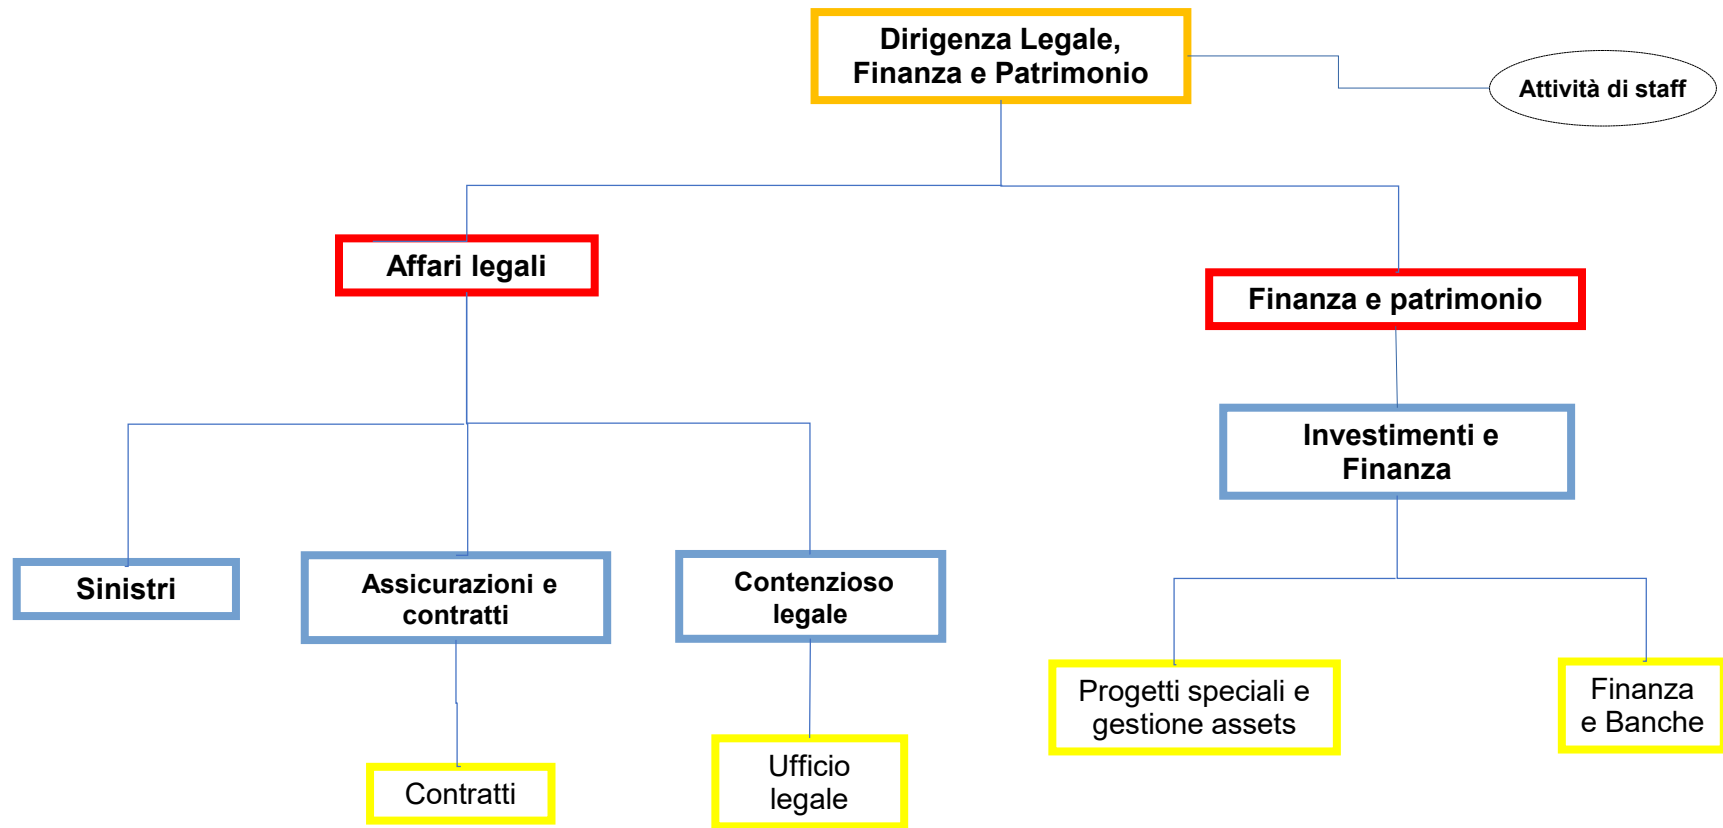 Dirigenza Legale,
Finanza e Patrimonio
Attività di staff
Affari legali
Finanza e patrimonio
Investimenti e
Finanza
Sinistri
Assicurazioni e
contratti
Contenzioso
legale
Progetti speciali e
gestione assets
Finanza
e Banche
Contratti
Ufficio
legale